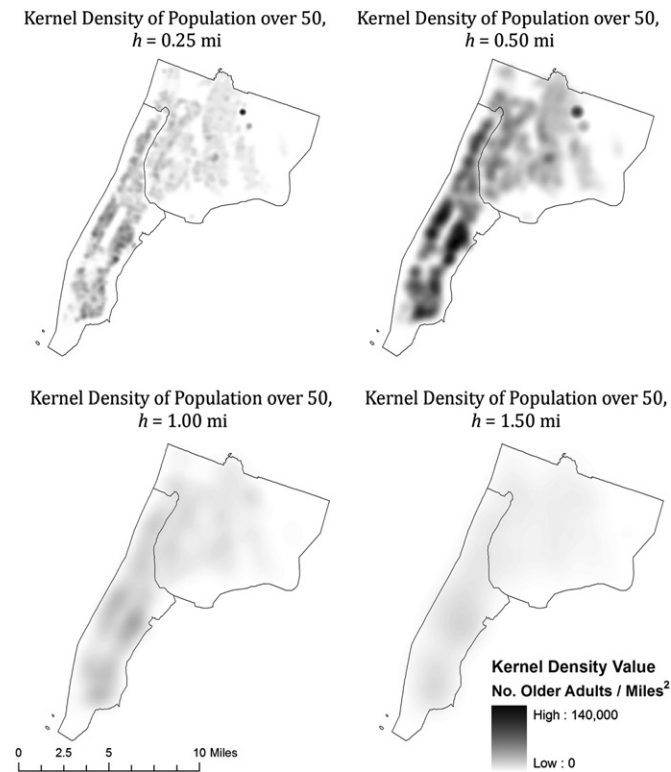 Kernel Density of Population over 50,
h = 0.25 mi
Kernel Density of Population over 50,
h = 0.50 mi
Kernel Density of Population over 50,
h = 1.00 mi
Kernel Density of Population over 50,
h = 1.50 mi
Kernel Density Value
No. Older Adults / Miles²
High : 140,000
Low : 0
0 2.5 5 10 Miles